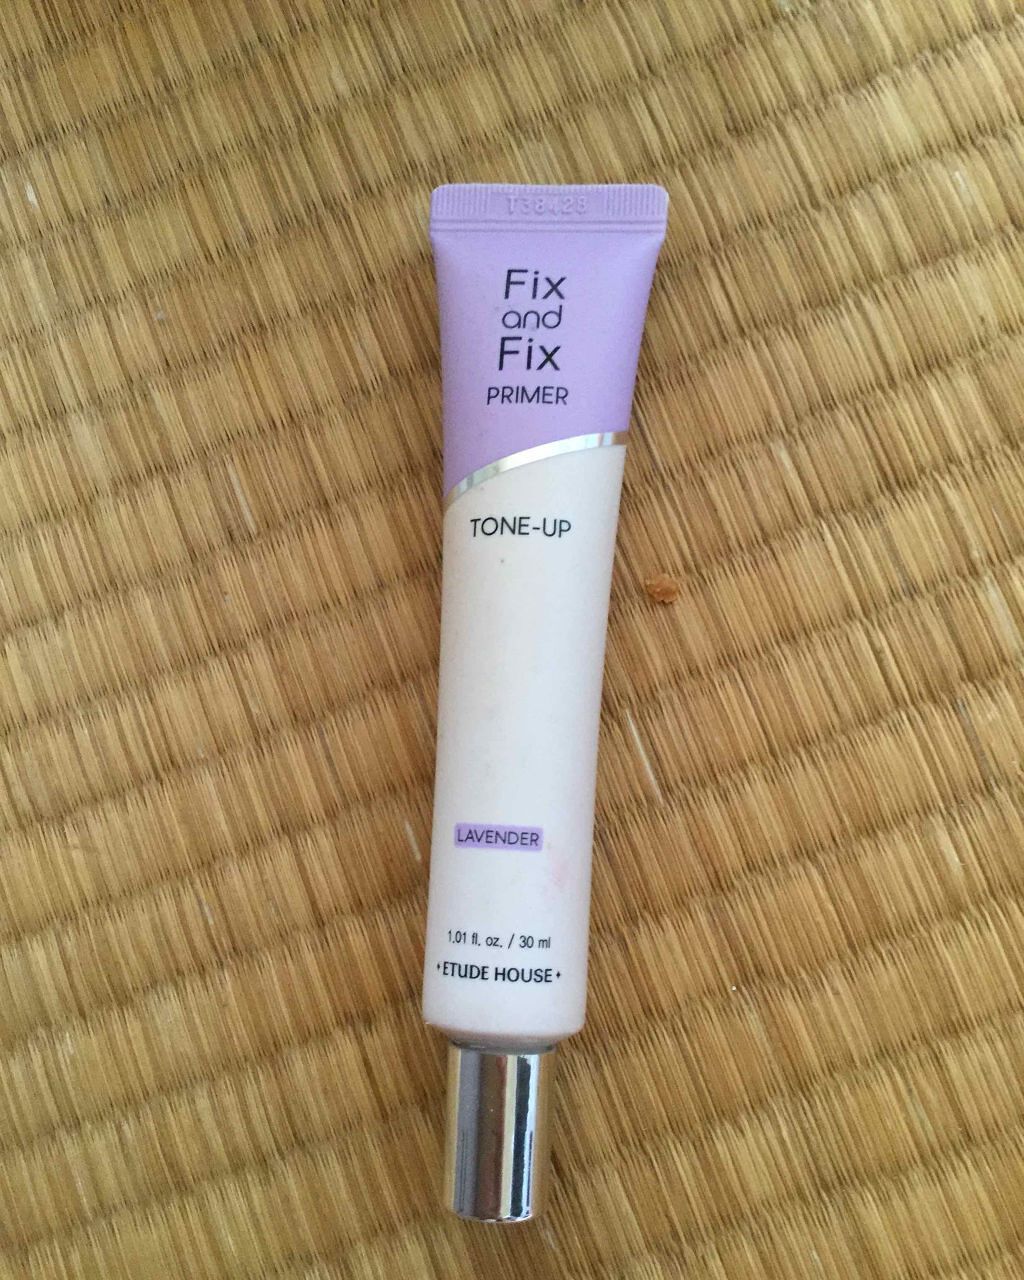 T38428
Fix
and
Fix
PRIMER
TONE-UP
LAVENDER
1.01 fl. oz. / 30 ml
ETUDE HOUSE